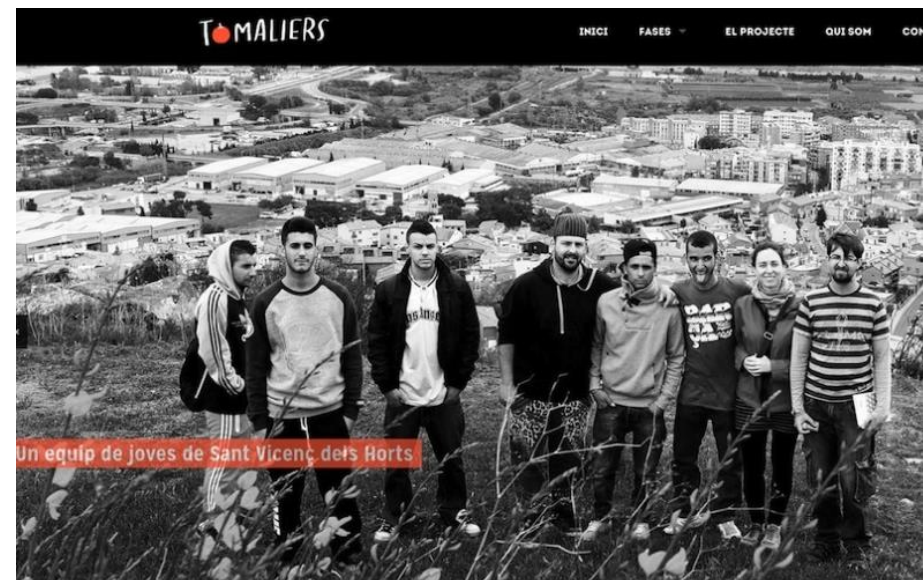 TOMALIERS
INICI FASES EL PROJECTE QUI SOM
Un equip de joves de Sant Vicenç dels Horts